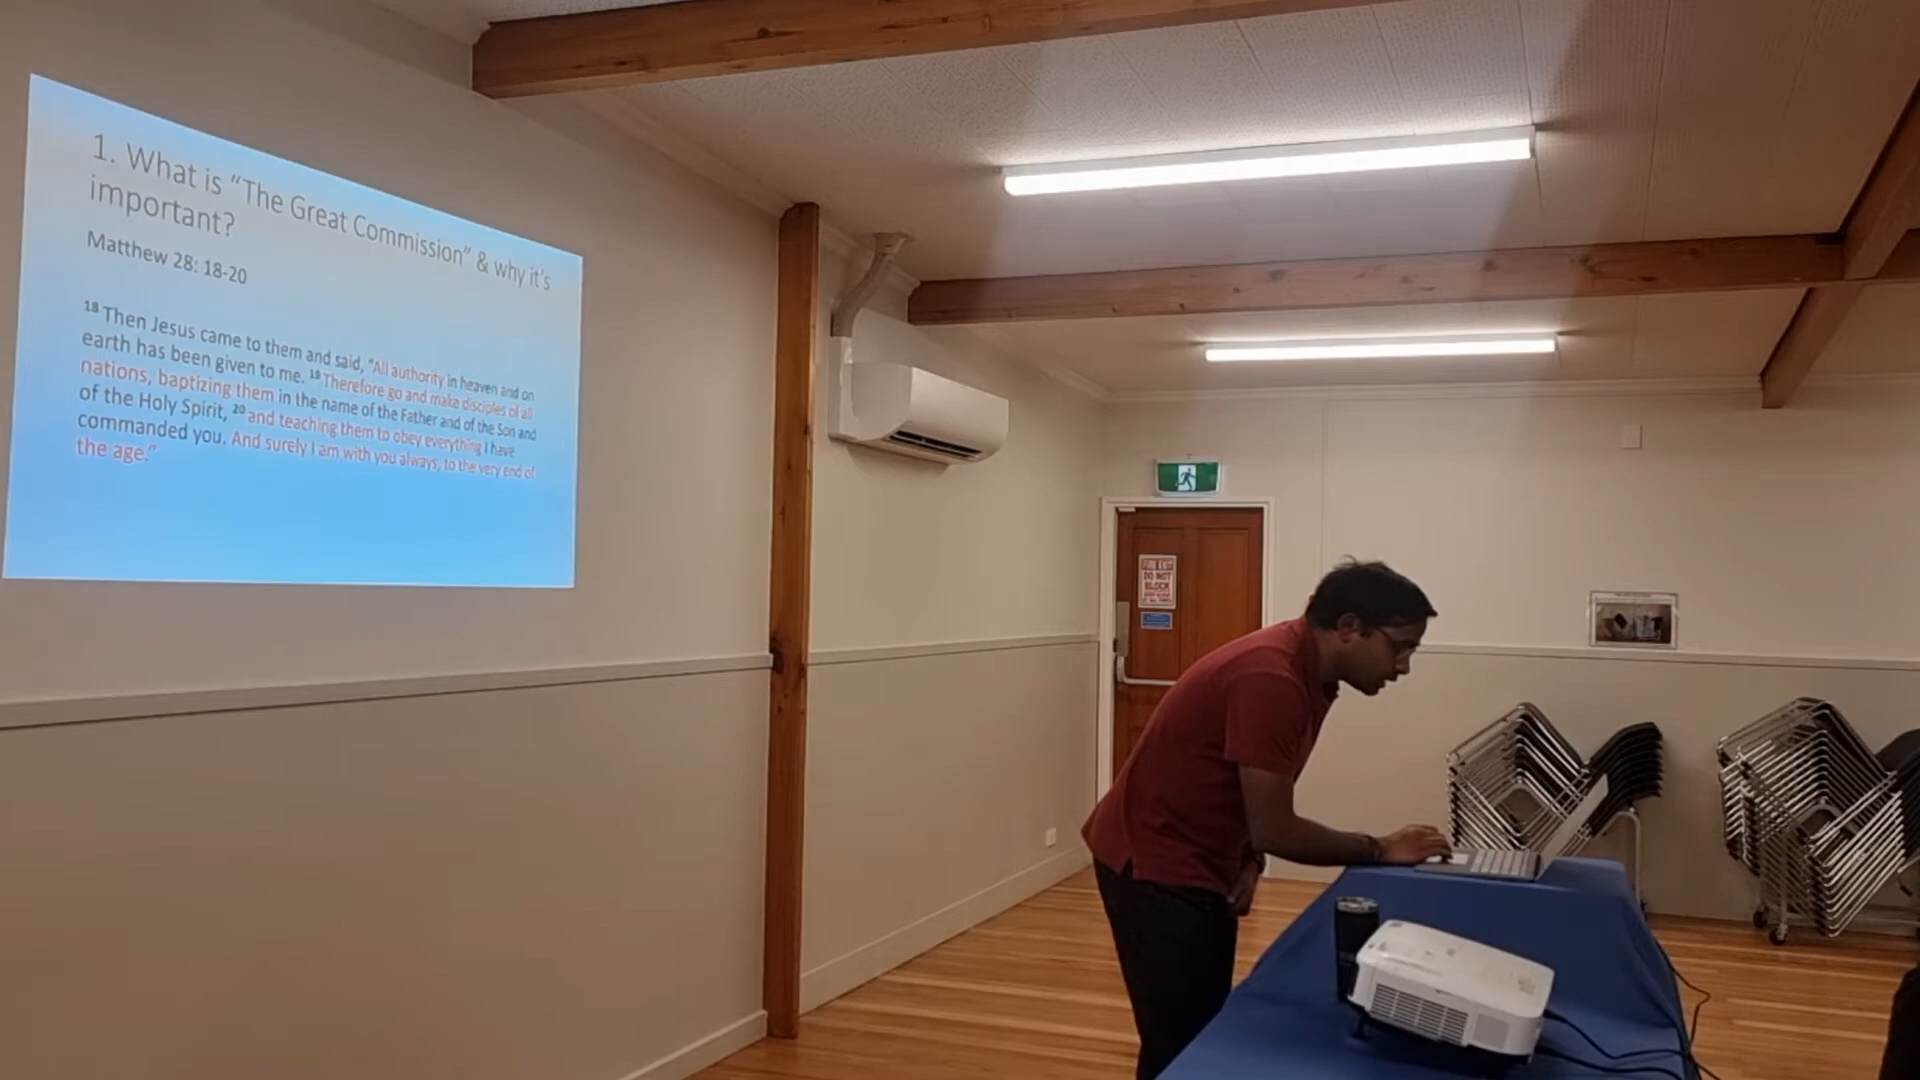 1. What is “The Great Commission” & why it’s
important?
Matthew 28: 18-20
18 Then Jesus came to them and said, “All authority in heaven and on
earth has been given to me. 19 Therefore go and make disciples of all
nations, baptizing them in the name of the Father and of the Son and
of the Holy Spirit, 20 and teaching them to obey everything I have
commanded you. And surely I am with you always, to the very end of
the age.”
DO NOT
BLOCK